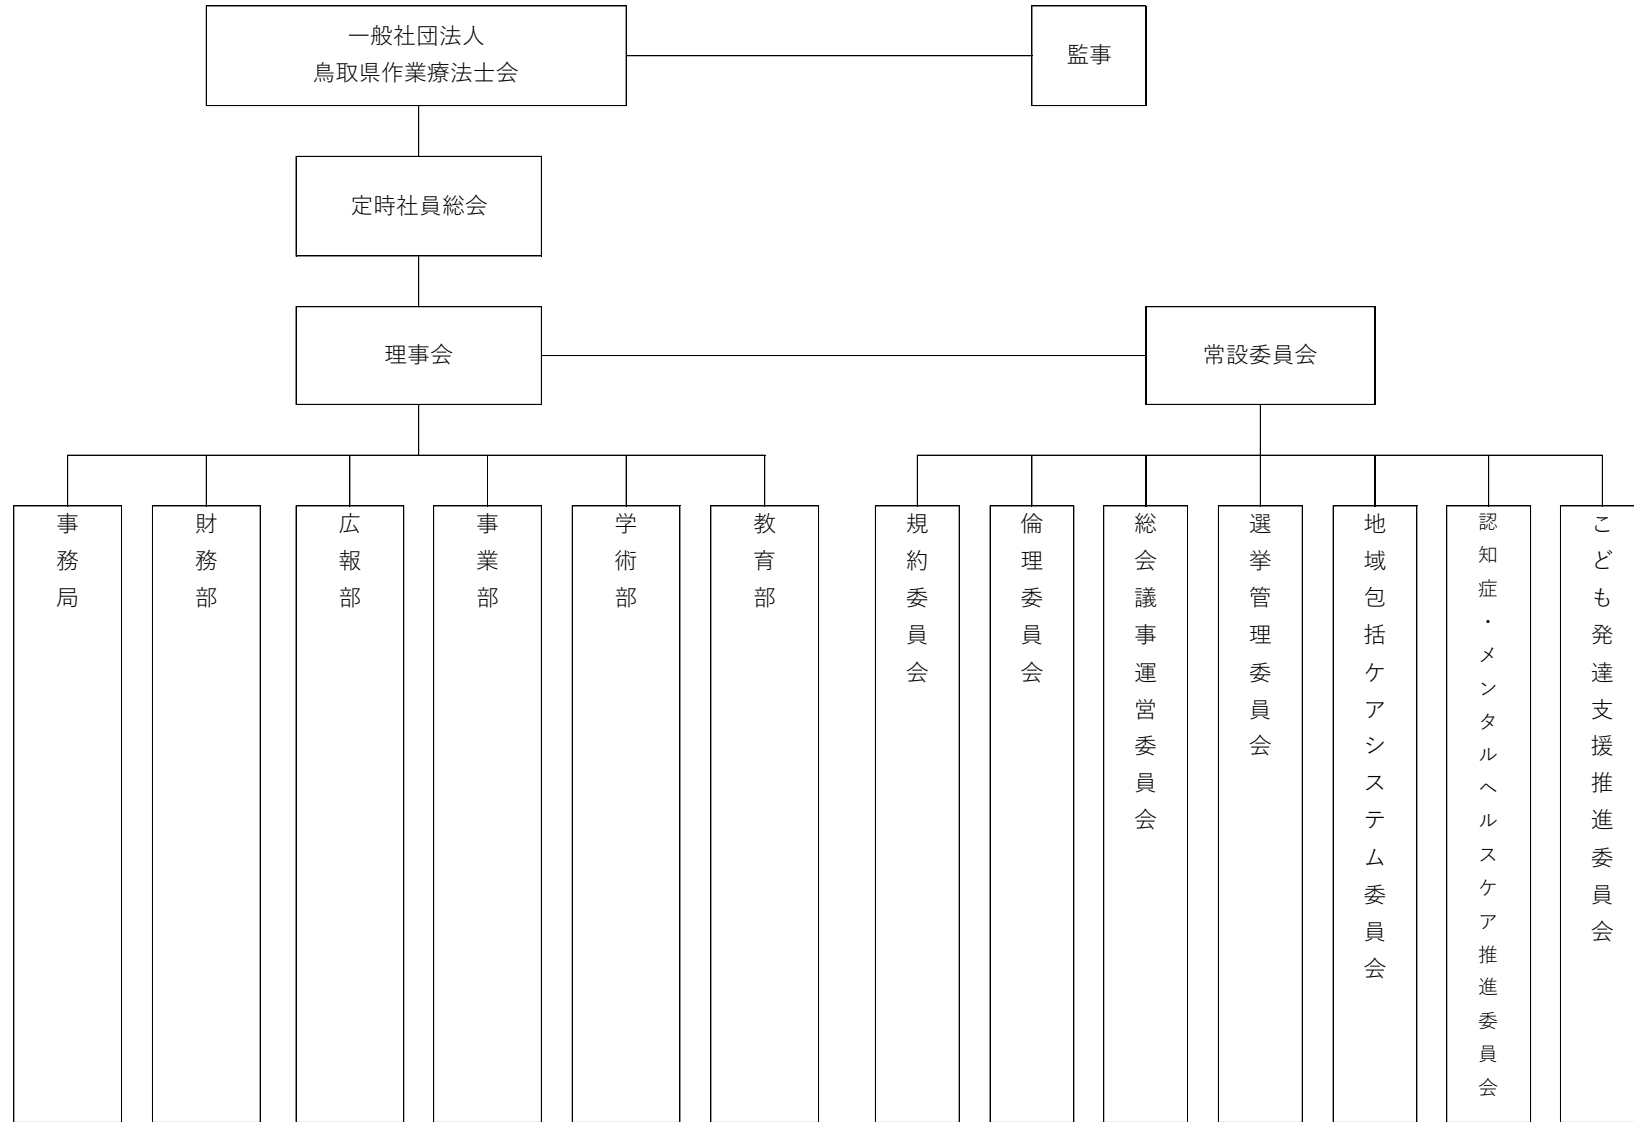 一般社団法人
鳥取県作業療法士会
監事
定時社員総会
理事会
常設委員会
事務局
財務部
広報部
事業部
学術部
教育部
規約委員会
倫理委員会
総会議事運営委員会
選挙管理委員会
地域包括ケアシステム委員会
認知症・メンタルヘルスケア推進委員会
こども発達支援推進委員会